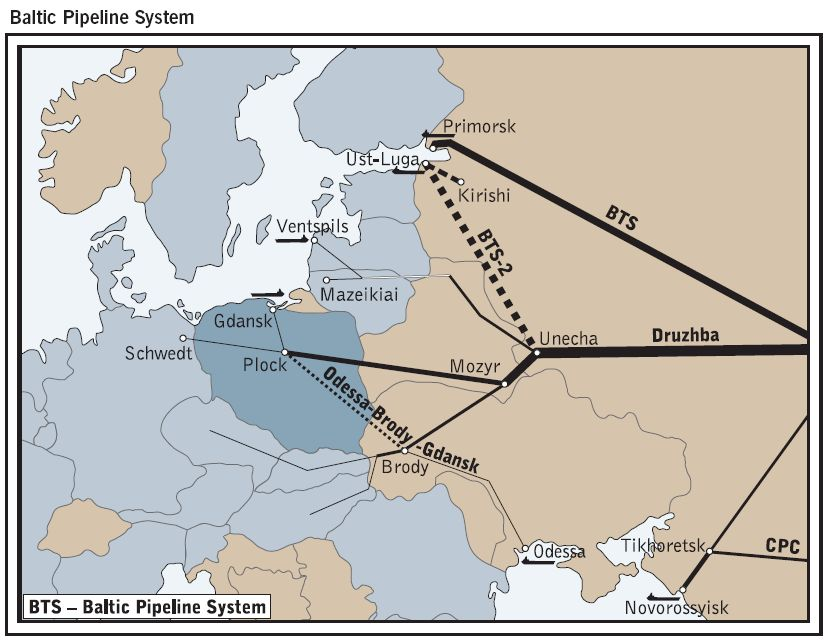 Baltic Pipeline System
Primorsk
Ust-Luga
Kirishi
BTS
Ventspils
BTS-2
Mazeikiai
Gdansk
Unecha
Druzhba
Schwedt
Plock
Mozyr
Odessa-Brody-Gdansk
Brody
Odessa
Tikhoretsk
CPC
Novorossyisk
BTS – Baltic Pipeline System